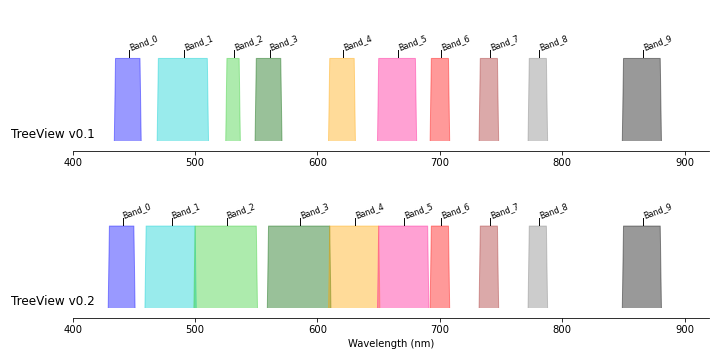 Band_0 Band_1 Band_2 Band_3 Band_4 Band_5 Band_6 Band_7 Band_8 Band_9
TreeView v0.1
400 500 600 700 800 900
Band_0 Band_1 Band_2 Band_3 Band_4 Band_5 Band_6 Band_7 Band_8 Band_9
TreeView v0.2
400 500 600 700 800 900
Wavelength (nm)